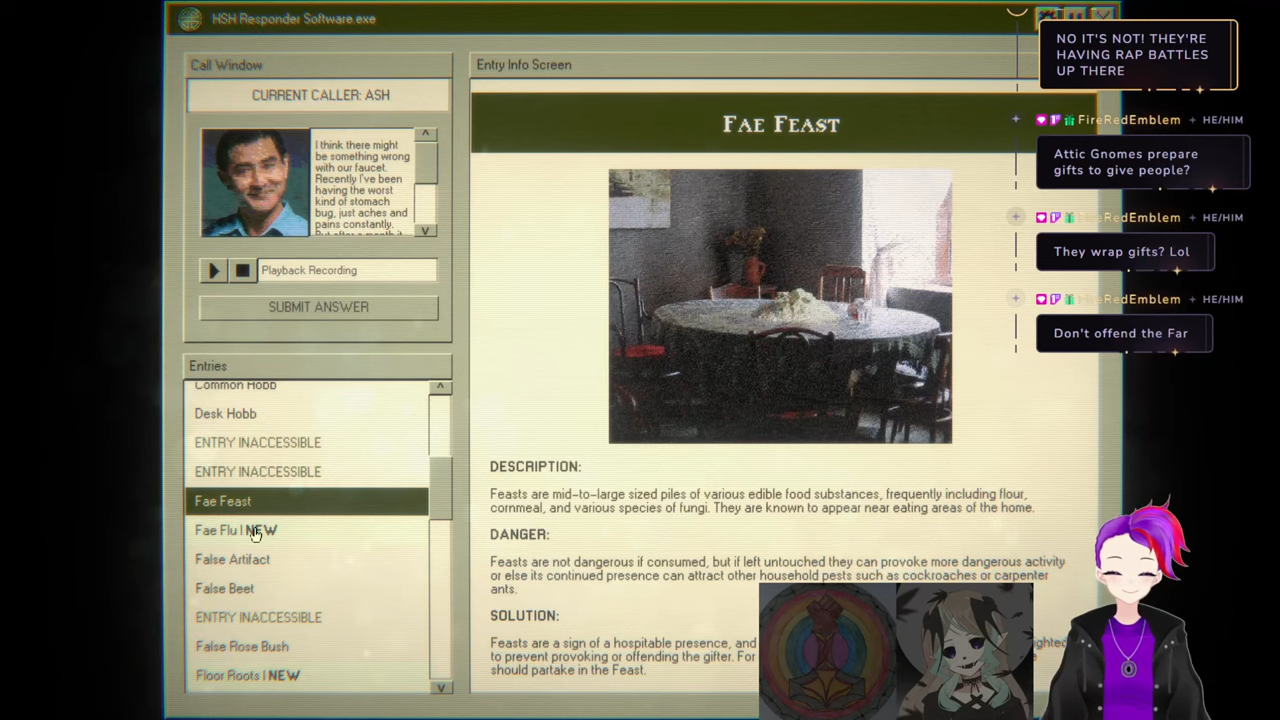 HSH Responder Software.exe
Call Window
CURRENT CALLER: ASH
I think there might
be something wrong
with our faucet.
Recently I've been
having the worst
kind of stomach
bug, just aches and
pains constantly.
But after a month it
Playback Recording
SUBMIT ANSWER
Entries
Common Hobb
Desk Hobb
ENTRY INACCESSIBLE
ENTRY INACCESSIBLE
Fae Feast
Fae Flu | NEW
False Artifact
False Beet
ENTRY INACCESSIBLE
False Rose Bush
Floor Roots | NEW
Entry Info Screen
FAE FEAST
DESCRIPTION:
Feasts are mid-to-large sized piles of various edible food substances, frequently including flour,
cornmeal, and various species of fungi. They are known to appear near eating areas of the home.
DANGER:
Feasts are not dangerous if consumed, but if left untouched they can provoke more dangerous activity
or else its continued presence can attract other household pests such as cockroaches or carpenter
ants.
SOLUTION:
Feasts are a sign of a hospitable presence, and
to prevent provoking or offending the gifter. For
should partake in the Feast.
NO IT'S NOT! THEY'RE
HAVING RAP BATTLES
UP THERE
FireRedEmblem HE/HIM
Attic Gnomes prepare
gifts to give people?
FireRedEmblem HE/HIM
They wrap gifts? Lol
FireRedEmblem HE/HIM
Don't offend the Far